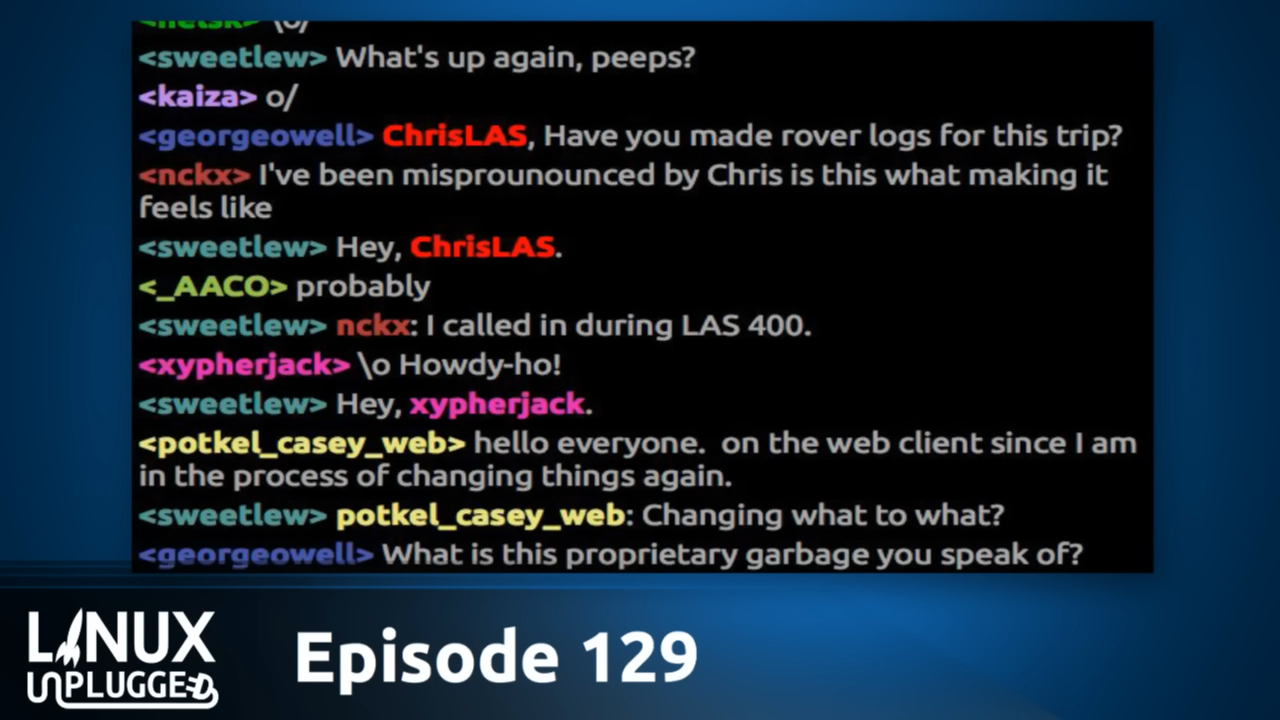 <netsk> \o/
<sweetlew> What's up again, peeps?
<kaiza> o/
<georgeowell> ChrisLAS, Have you made rover logs for this trip?
<nckx> I've been misprounounced by Chris is this what making it
feels like
<sweetlew> Hey, ChrisLAS.
<_AACO> probably
<sweetlew> nckx: I called in during LAS 400.
<xypherjack> \o Howdy-ho!
<sweetlew> Hey, xypherjack.
<potkel_casey_web> hello everyone.  on the web client since I am
in the process of changing things again.
<sweetlew> potkel_casey_web: Changing what to what?
<georgeowell> What is this proprietary garbage you speak of?
LINUX
UNPLUGGED
Episode 129